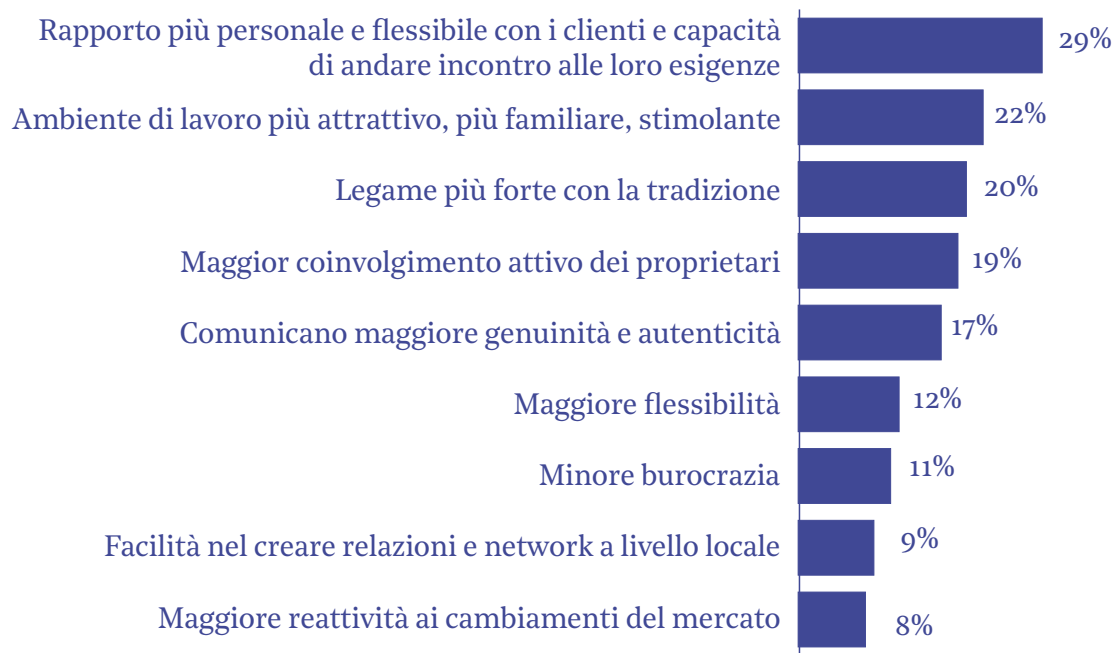 Rapporto più personale e flessibile con i clienti e capacità
di andare incontro alle loro esigenze
29%
Ambiente di lavoro più attrattivo, più familiare, stimolante
22%
Legame più forte con la tradizione
20%
Maggior coinvolgimento attivo dei proprietari
19%
Comunicano maggiore genuinità e autenticità
17%
Maggiore flessibilità
12%
Minore burocrazia
11%
Facilità nel creare relazioni e network a livello locale
9%
Maggiore reattività ai cambiamenti del mercato
8%